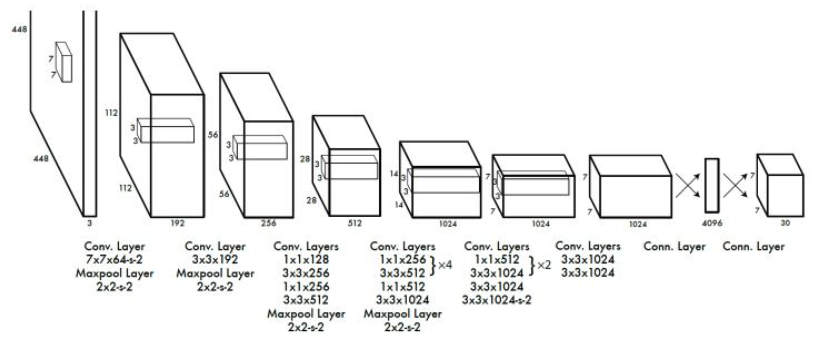 448
7
7
448
3
112
3
3
112
192
56
3
3
56
256
28
3
3
28
512
14
3
3
14
1024
7
3
3
7
1024
7
7
1024
4096
7
7
30
Conv. Layer
7x7x64-s-2
Maxpool Layer
2x2-s-2
Conv. Layer
3x3x192
Maxpool Layer
2x2-s-2
Conv. Layers
1x1x128
3x3x256
1x1x256
3x3x512
Maxpool Layer
2x2-s-2
Conv. Layers
1x1x256
3x3x512 }×4
1x1x512
3x3x1024
Maxpool Layer
2x2-s-2
Conv. Layers
1x1x512
3x3x1024 }×2
3x3x1024
3x3x1024-s-2
Conv. Layers
3x3x1024
3x3x1024
Conn. Layer
Conn. Layer